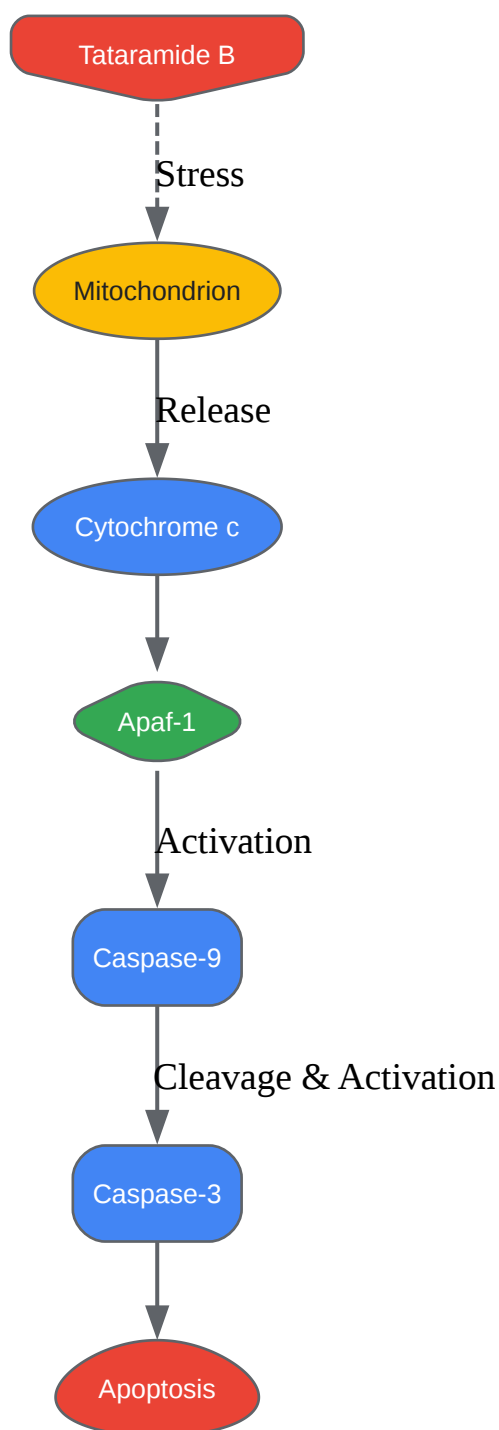 Tataramide B
Stress
Mitochondrion
Release
Cytochrome c
Apaf-1
Activation
Caspase-9
Cleavage & Activation
Caspase-3
Apoptosis